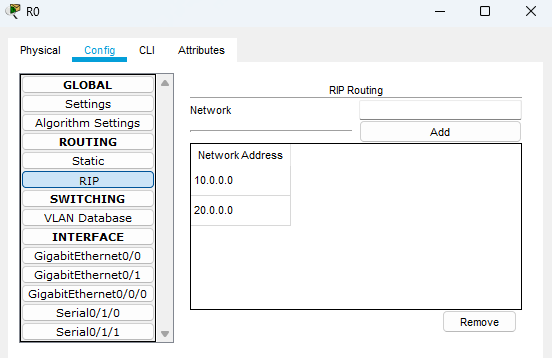 R0
Physical Config CLI Attributes
GLOBAL
Settings
Algorithm Settings
ROUTING
Static
RIP
SWITCHING
VLAN Database
INTERFACE
GigabitEthernet0/0
GigabitEthernet0/1
GigabitEthernet0/0/0
Serial0/1/0
Serial0/1/1
RIP Routing
Network
Add
Network Address
10.0.0.0
20.0.0.0
Remove